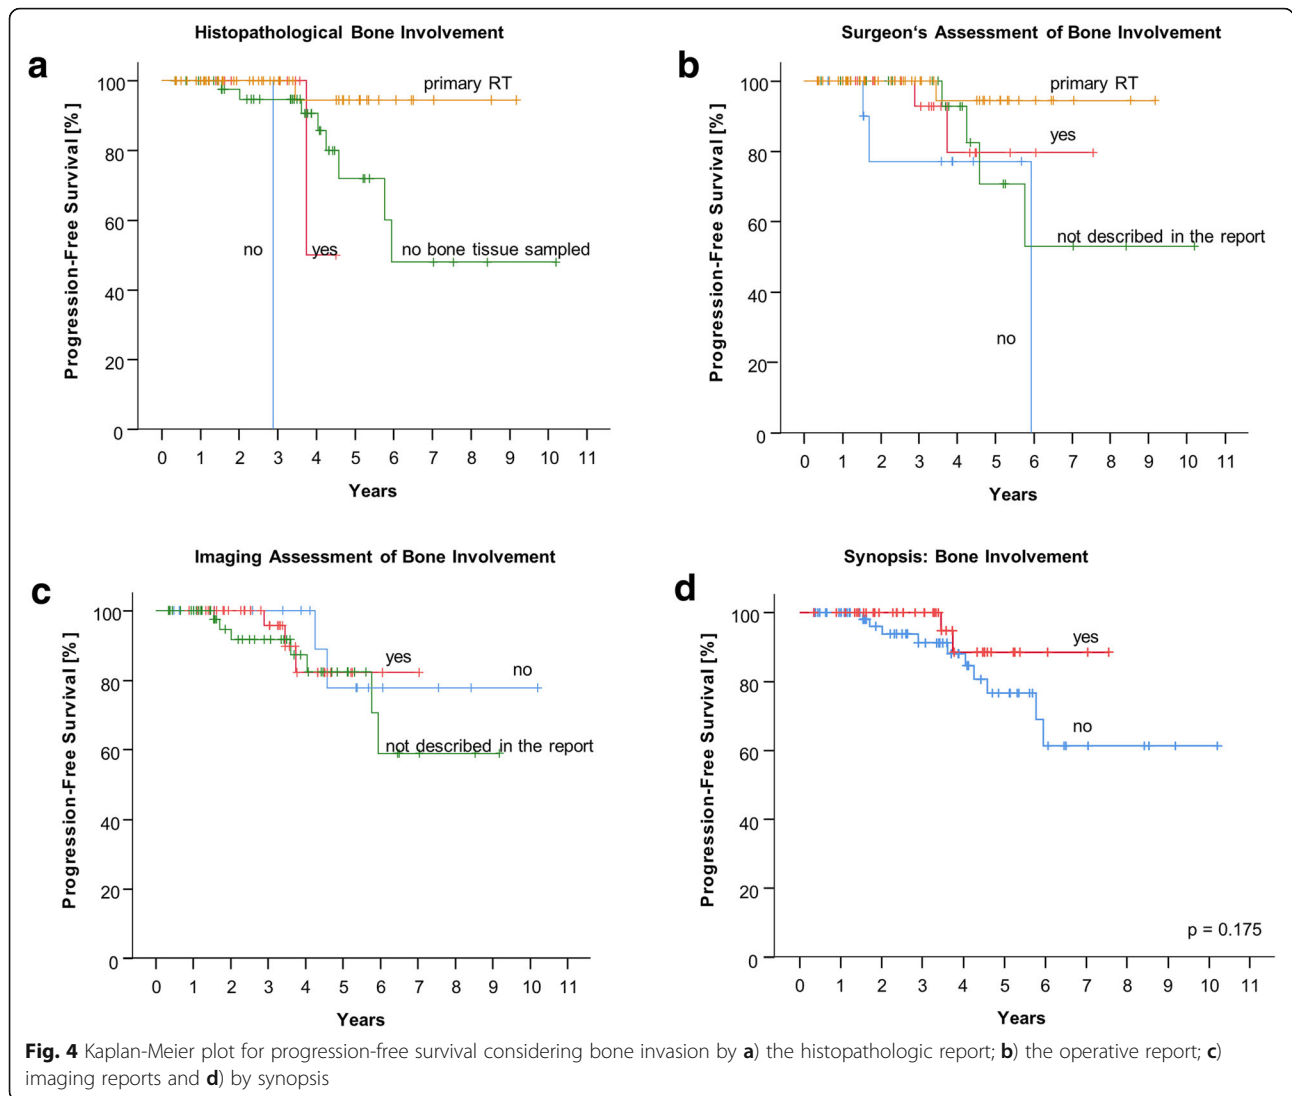 Histopathological Bone Involvement
a
Progression-Free Survival [%]
100
80
60
40
20
0
primary RT
no
yes
no bone tissue sampled
0 1 2 3 4 5 6 7 8 9 10 11
Years
Surgeon‘s Assessment of Bone Involvement
b
Progression-Free Survival [%]
100
80
60
40
20
0
primary RT
yes
not described in the report
no
0 1 2 3 4 5 6 7 8 9 10 11
Years
Imaging Assessment of Bone Involvement
c
Progression-Free Survival [%]
100
80
60
40
20
0
yes
no
not described in the report
0 1 2 3 4 5 6 7 8 9 10 11
Years
Synopsis: Bone Involvement
d
Progression-Free Survival [%]
100
80
60
40
20
0
yes
no
p = 0.175
0 1 2 3 4 5 6 7 8 9 10 11
Years
Fig. 4 Kaplan-Meier plot for progression-free survival considering bone invasion by a) the histopathologic report; b) the operative report; c)
imaging reports and d) by synopsis